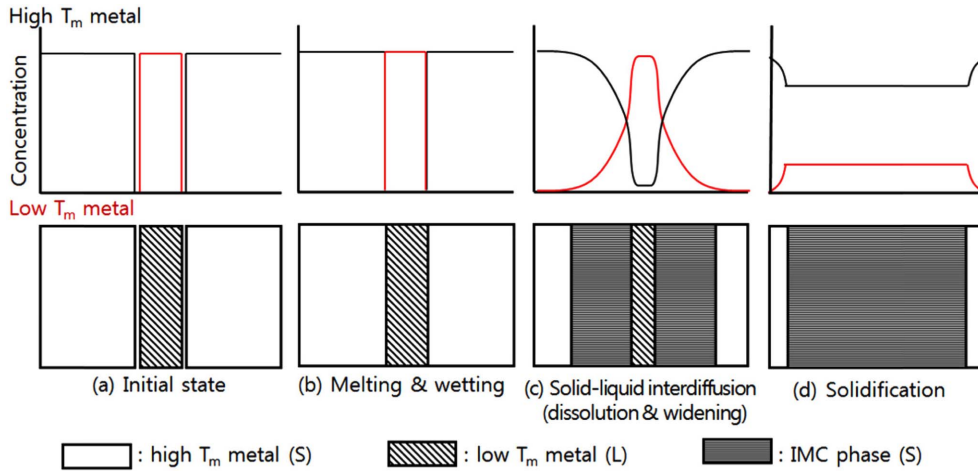 High Tm metal
Concentration
Low Tm metal
(a) Initial state
(b) Melting & wetting
(c) Solid-liquid interdiffusion
(dissolution & widening)
(d) Solidification
: high Tm metal (S)
: low Tm metal (L)
: IMC phase (S)